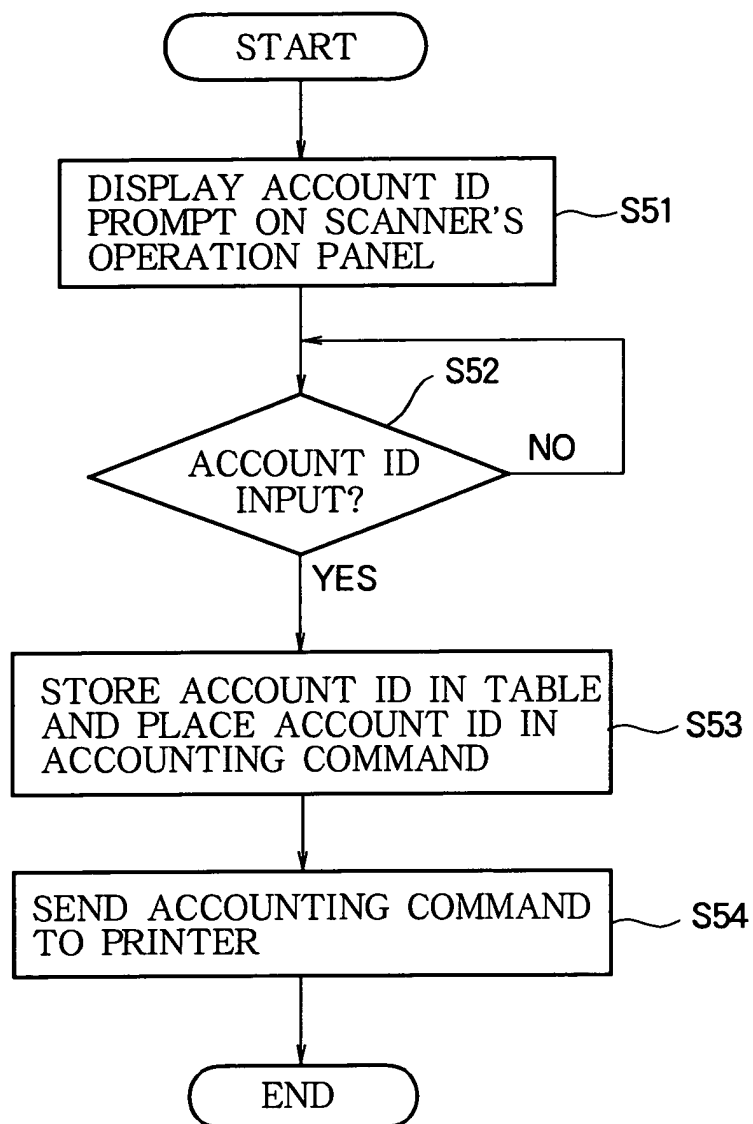 START
DISPLAY ACCOUNT ID
PROMPT ON SCANNER'S
OPERATION PANEL
S51
S52
ACCOUNT ID
INPUT?
NO
YES
STORE ACCOUNT ID IN TABLE
AND PLACE ACCOUNT ID IN
ACCOUNTING COMMAND
S53
SEND ACCOUNTING COMMAND
TO PRINTER
S54
END